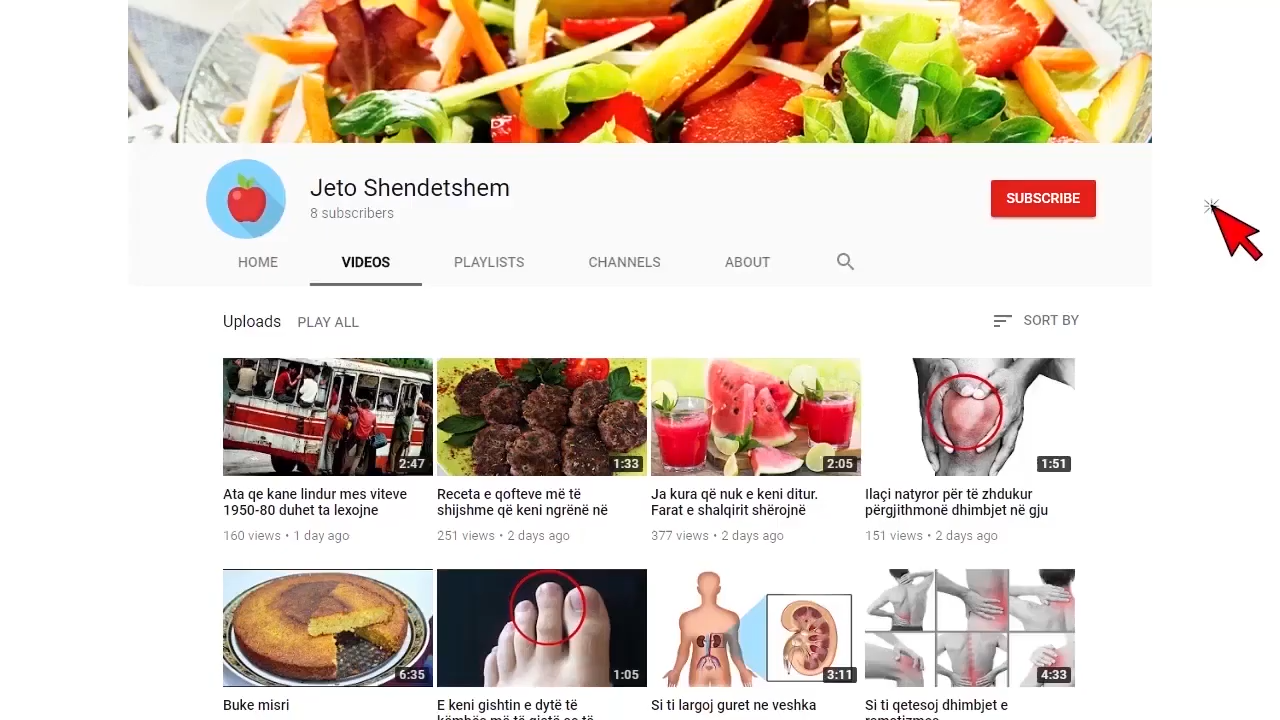 Jeto Shendetshem
8 subscribers
SUBSCRIBE
HOME
VIDEOS
PLAYLISTS
CHANNELS
ABOUT
Uploads
PLAY ALL
SORT BY
2:47
1:33
2:05
1:51
Ata qe kane lindur mes viteve
1950-80 duhet ta lexojne
160 views • 1 day ago
Receta e qofteve më të
shijshme që keni ngrënë në
251 views • 2 days ago
Ja kura që nuk e keni ditur.
Farat e shalqirit shërojnë
377 views • 2 days ago
Ilaçi natyror për të zhdukur
përgjithmonë dhimbjet në gju
151 views • 2 days ago
6:35
1:05
3:11
4:33
Buke misri
E keni gishtin e dytë të
Si ti largoj guret ne veshka
Si ti qetesoj dhimbjet e